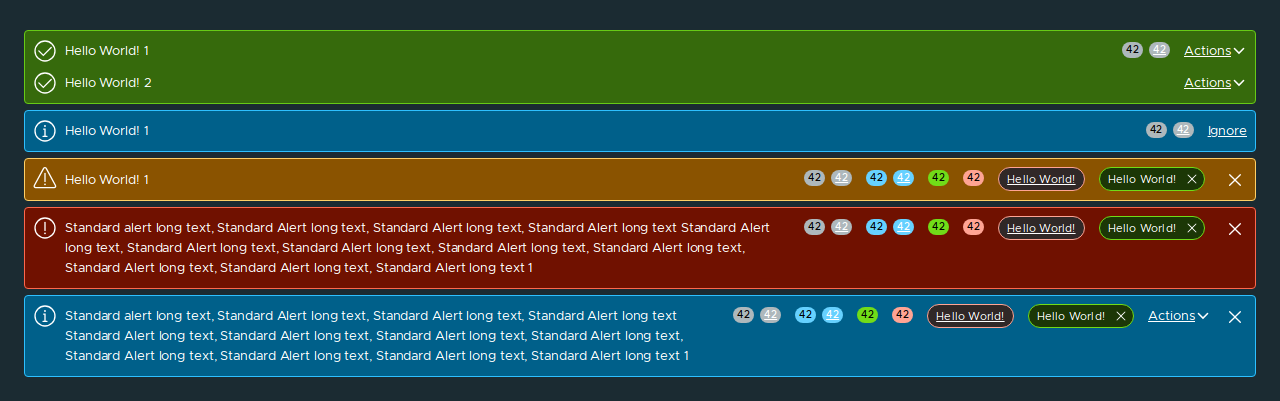 Hello World! 1 42 42 Actions
Hello World! 2 Actions
Hello World! 1 42 42 Ignore
Hello World! 1 42 42 42 42 42 42 Hello World! Hello World!
Standard alert long text, Standard Alert long text, Standard Alert long text, Standard Alert long text Standard Alert 42 42 42 42 42 42 Hello World! Hello World!
long text, Standard Alert long text, Standard Alert long text, Standard Alert long text, Standard Alert long text,
Standard Alert long text, Standard Alert long text, Standard Alert long text 1
Standard alert long text, Standard Alert long text, Standard Alert long text, Standard Alert long text 42 42 42 42 42 42 Hello World! Hello World! Actions
Standard Alert long text, Standard Alert long text, Standard Alert long text, Standard Alert long text,
Standard Alert long text, Standard Alert long text, Standard Alert long text, Standard Alert long text 1